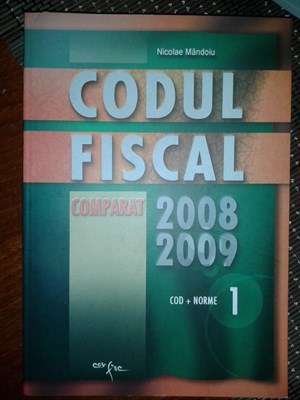 Nicolae Mândoiu
CODUL
FISCAL
COMPARAT
2008
2009
COD + NORME 1